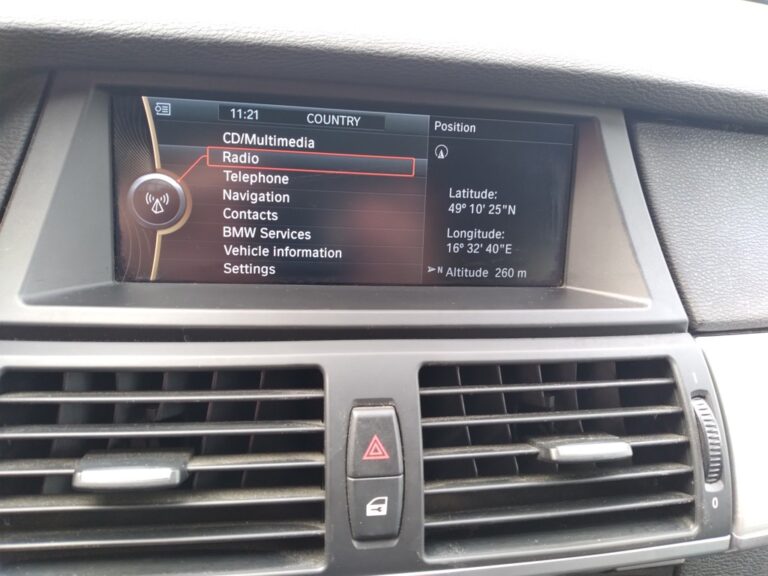 11:21 COUNTRY
CD/Multimedia
Radio
Telephone
Navigation
Contacts
BMW Services
Vehicle information
Settings
Position
Latitude:
49° 10' 25"N
Longitude:
16° 32' 40"E
N Altitude 260 m
0